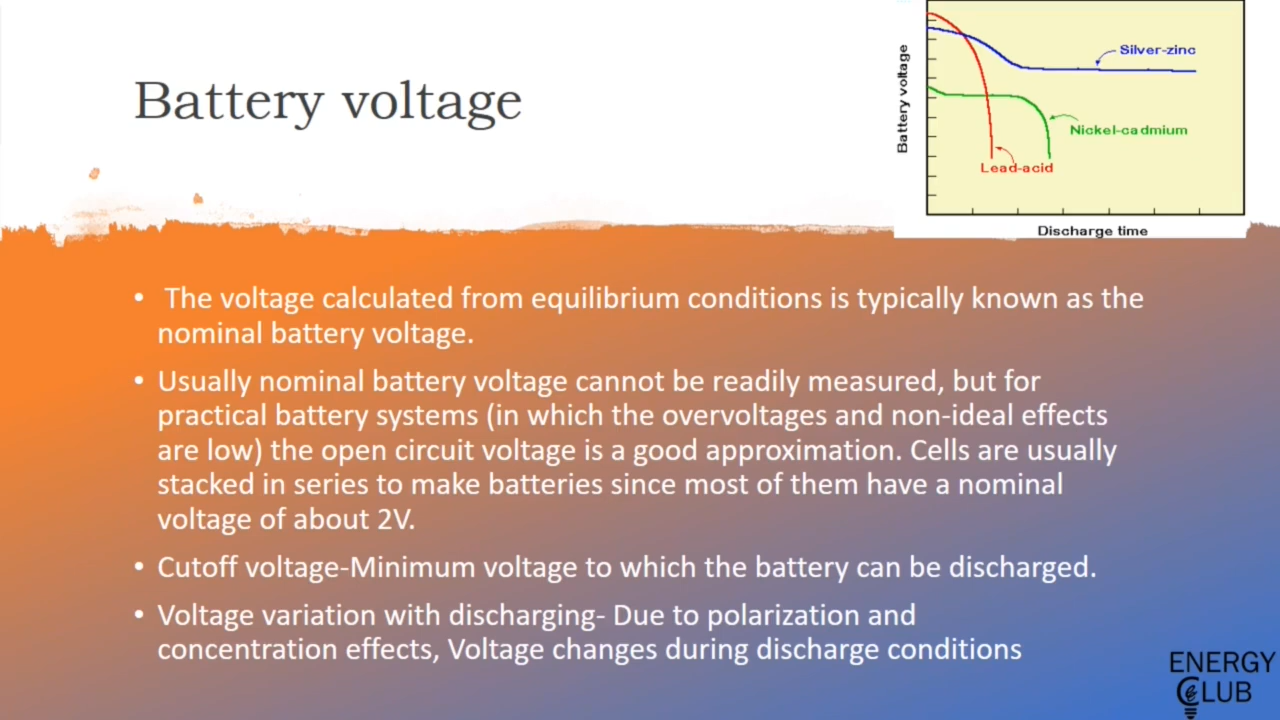 Battery voltage
Battery voltage
Silver-zinc
Nickel-cadmium
Lead-acid
Discharge time
• The voltage calculated from equilibrium conditions is typically known as the
nominal battery voltage.
• Usually nominal battery voltage cannot be readily measured, but for
practical battery systems (in which the overvoltages and non-ideal effects
are low) the open circuit voltage is a good approximation. Cells are usually
stacked in series to make batteries since most of them have a nominal
voltage of about 2V.
• Cutoff voltage-Minimum voltage to which the battery can be discharged.
• Voltage variation with discharging- Due to polarization and
concentration effects, Voltage changes during discharge conditions
ENERGY
CLUB